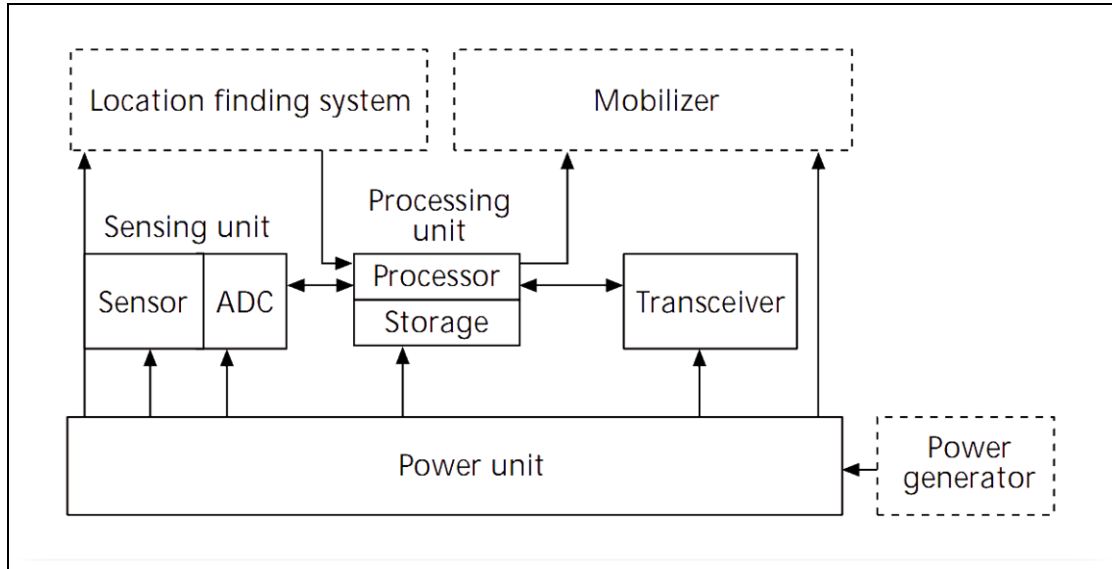 Location finding system
Mobilizer
Sensing unit
Processing
unit
Sensor
ADC
Processor
Storage
Transceiver
Power unit
Power
generator